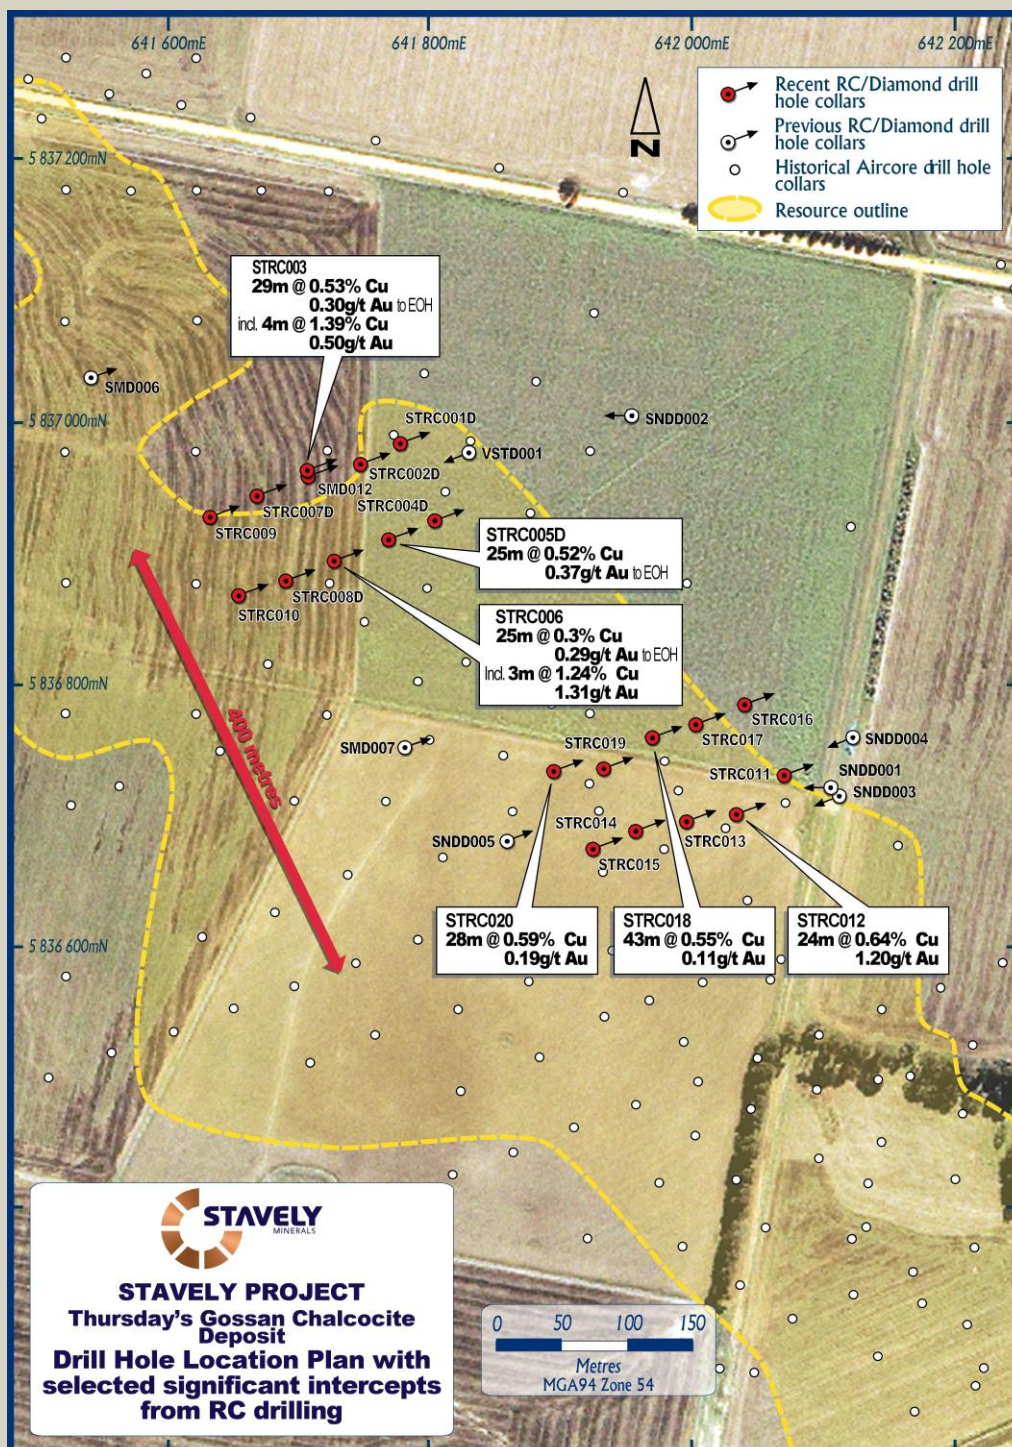 641 600mE
641 800mE
642 000mE
642 200mE
Recent RC/Diamond drill
hole collars
Previous RC/Diamond drill
hole collars
Historical Aircore drill hole
collars
Resource outline
N
5 837 200mN
STRC003
29m @ 0.53% Cu
0.30g/t Au to EOH
incl. 4m @ 1.39% Cu
0.50g/t Au
SMD006
5 837 000mN
STRC001D
SNDD002
VSTD001
STRC002D
SMD012
STRC007D
STRC004D
STRC009
STRC005D
25m @ 0.52% Cu
0.37g/t Au to EOH
STRC008D
STRC010
STRC006
25m @ 0.3% Cu
0.29g/t Au to EOH
Incl. 3m @ 1.24% Cu
1.31g/t Au
5 836 800mN
400 metres
STRC016
STRC017
STRC019
SMD007
SNDD004
STRC011
SNDD001
SNDD003
STRC014
SNDD005
STRC013
STRC015
STRC020
28m @ 0.59% Cu
0.19g/t Au
STRC018
43m @ 0.55% Cu
0.11g/t Au
STRC012
24m @ 0.64% Cu
1.20g/t Au
5 836 600mN
STAVELY
MINERALS
STAVELY PROJECT
Thursday's Gossan Chalcocite
Deposit
Drill Hole Location Plan with
selected significant intercepts
from RC drilling
0 50 100 150
Metres
MGA94 Zone 54